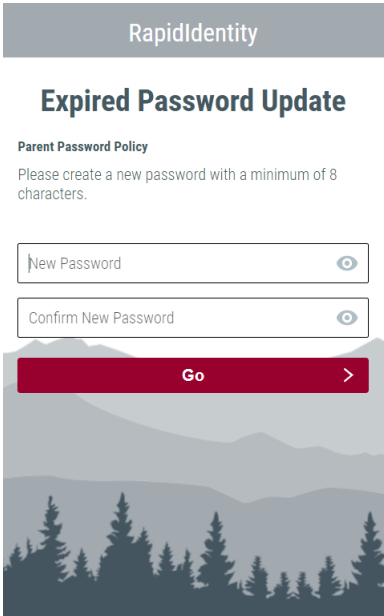 RapidIdentity
Expired Password Update
Parent Password Policy
Please create a new password with a minimum of 8
characters.
New Password
Confirm New Password
Go